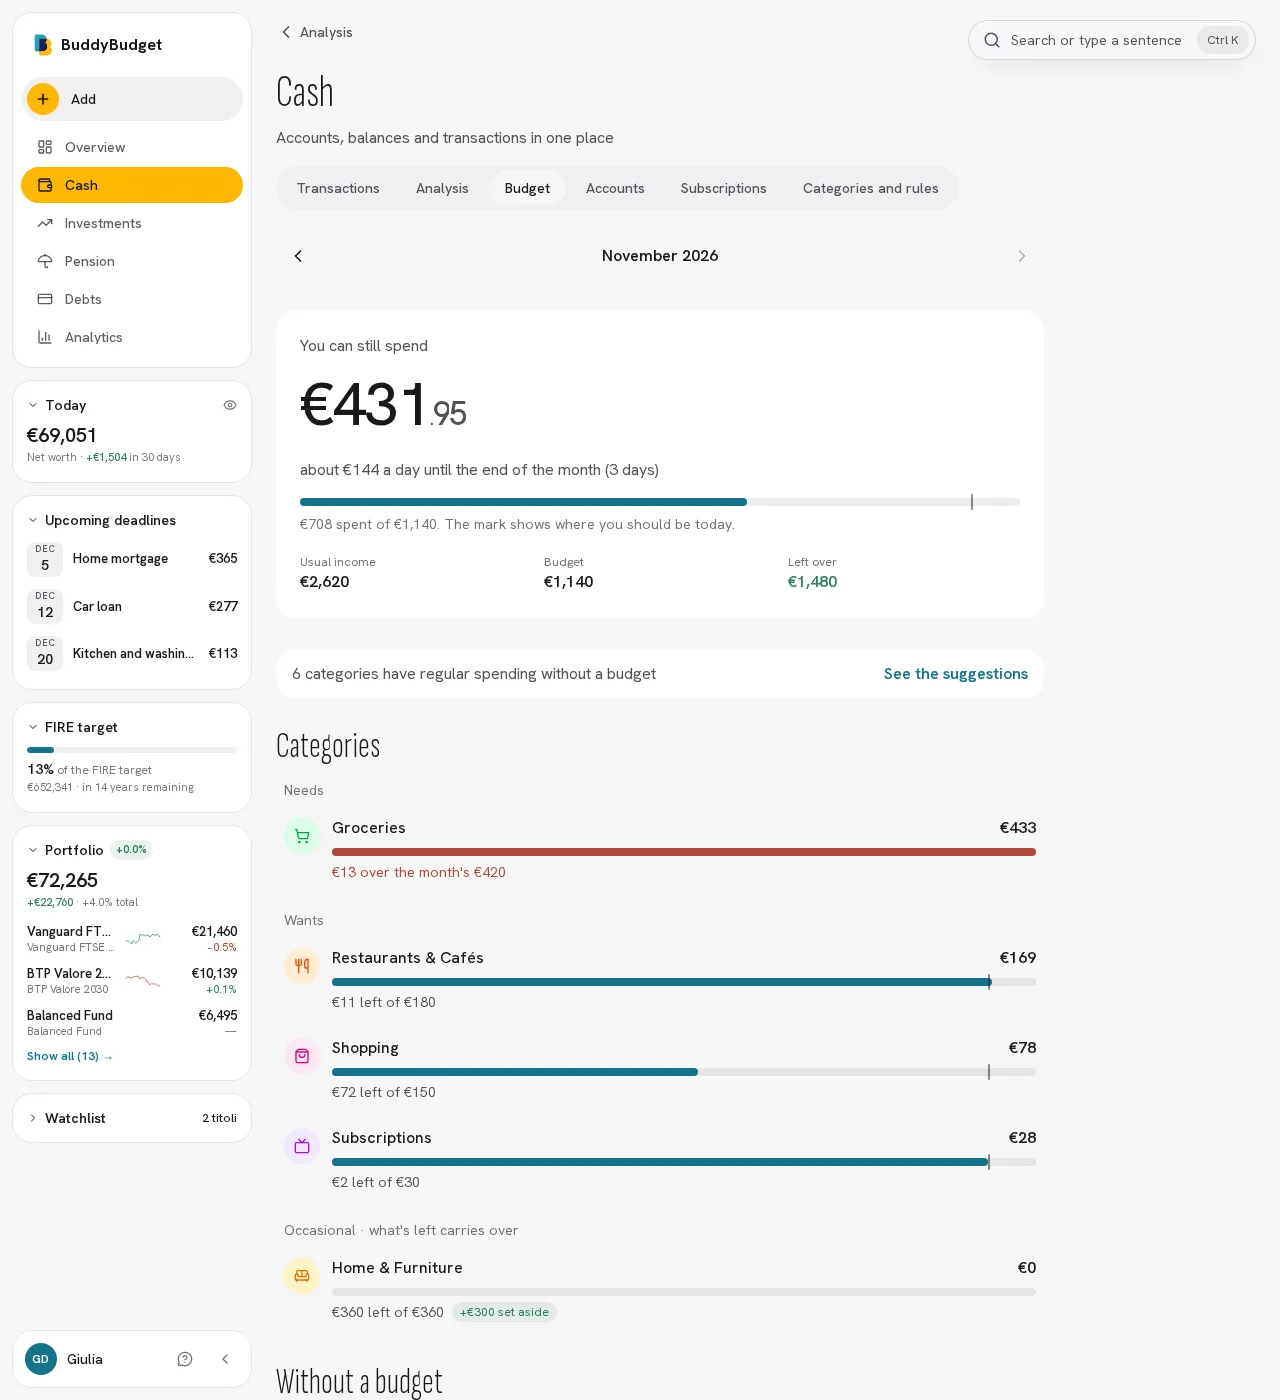 BuddyBudget
Add
Overview
Cash
Investments
Pension
Debts
Analytics
Today
€69,051
Net worth · +€1,504 in 30 days
Upcoming deadlines
DEC
5
Home mortgage
€365
DEC
12
Car loan
€277
DEC
20
Kitchen and washin...
€113
FIRE target
13% of the FIRE target
€652,341 · in 14 years remaining
Portfolio
+0.0%
€72,265
+€22,760 · +4.0% total
Vanguard FT...
€21,460
Vanguard FTSE ...
-0.5%
BTP Valore 2...
€10,139
BTP Valore 2030
+0.1%
Balanced Fund
€6,495
Balanced Fund
—
Show all (13) →
Watchlist
2 titoli
GD
Giulia
Analysis
Search or type a sentence
Ctrl K
Cash
Accounts, balances and transactions in one place
Transactions
Analysis
Budget
Accounts
Subscriptions
Categories and rules
November 2026
You can still spend
€431.95
about €144 a day until the end of the month (3 days)
€708 spent of €1,140. The mark shows where you should be today.
Usual income
€2,620
Budget
€1,140
Left over
€1,480
6 categories have regular spending without a budget
See the suggestions
Categories
Needs
Groceries
€433
€13 over the month's €420
Wants
Restaurants & Cafés
€169
€11 left of €180
Shopping
€78
€72 left of €150
Subscriptions
€28
€2 left of €30
Occasional · what's left carries over
Home & Furniture
€0
€360 left of €360
+€300 set aside
Without a budget